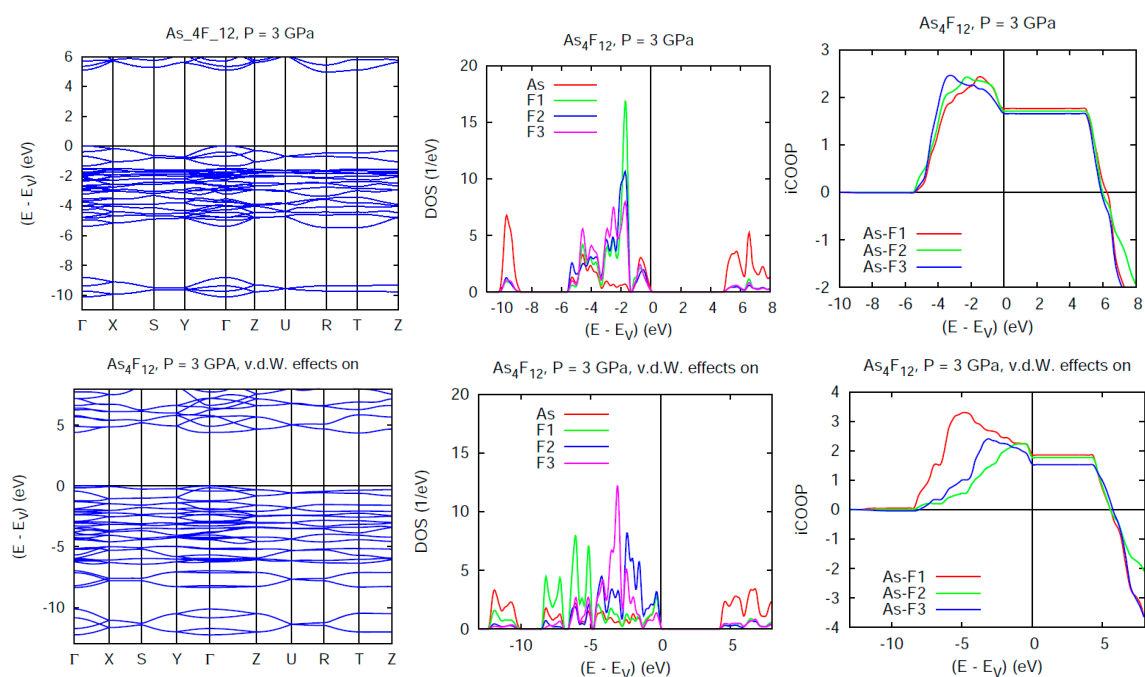 As_4F_12, P = 3 GPa
(E - E_V) (eV)
6
4
2
0
-2
-4
-6
-8
-10
Γ X S Y Γ Z U R T Z
As4F12, P = 3 GPa
DOS (1/eV)
20
15
10
5
0
As
F1
F2
F3
-10 -8 -6 -4 -2 0 2 4 6 8
(E - EV) (eV)
As4F12, P = 3 GPa
iCOOP
3
2
1
0
-1
-2
As-F1
As-F2
As-F3
-10 -8 -6 -4 -2 0 2 4 6 8
(E - EV) (eV)
As4F12, P = 3 GPA, v.d.W. effects on
(E - EV) (eV)
5
0
-5
-10
Γ X S Y Γ Z U R T Z
As4F12, P = 3 GPa, v.d.W. effects on
DOS (1/eV)
20
15
10
5
0
As
F1
F2
F3
-10 -5 0 5
(E - EV) (eV)
As4F12, P = 3 GPa, v.d.W. effects on
iCOOP
4
3
2
1
0
-1
-2
-3
-4
As-F1
As-F2
As-F3
-10 -5 0 5
(E - EV) (eV)